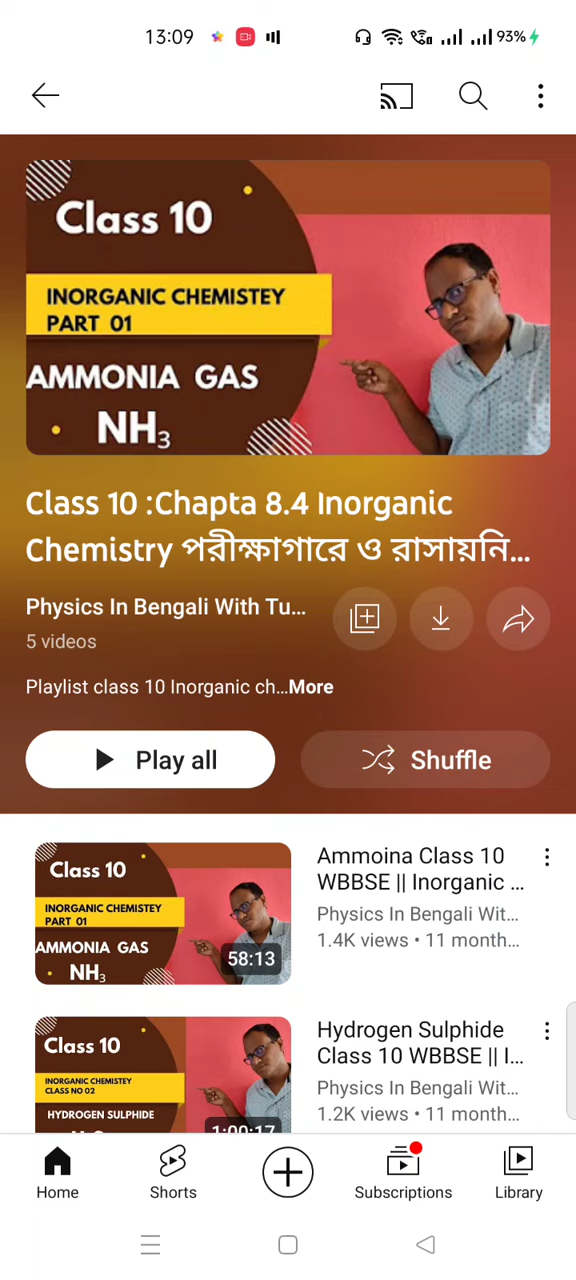 13:09
93%
Class 10
INORGANIC CHEMISTEY
PART 01
AMMONIA GAS
NH₃
Class 10 :Chapta 8.4 Inorganic
Chemistry পরীক্ষাগারে ও রাসায়নি...
Physics In Bengali With Tu...
5 videos
Playlist class 10 Inorganic ch...More
Play all
Shuffle
Class 10
INORGANIC CHEMISTEY
PART 01
AMMONIA GAS
NH₃
58:13
Ammoina Class 10
WBBSE || Inorganic ...
Physics In Bengali Wit...
1.4K views • 11 month...
Class 10
INORGANIC CHEMISTEY
CLASS NO 02
HYDROGEN SULPHIDE
1:00:17
Hydrogen Sulphide
Class 10 WBBSE || I...
Physics In Bengali Wit...
1.2K views • 11 month...
Home
Shorts
Subscriptions
Library